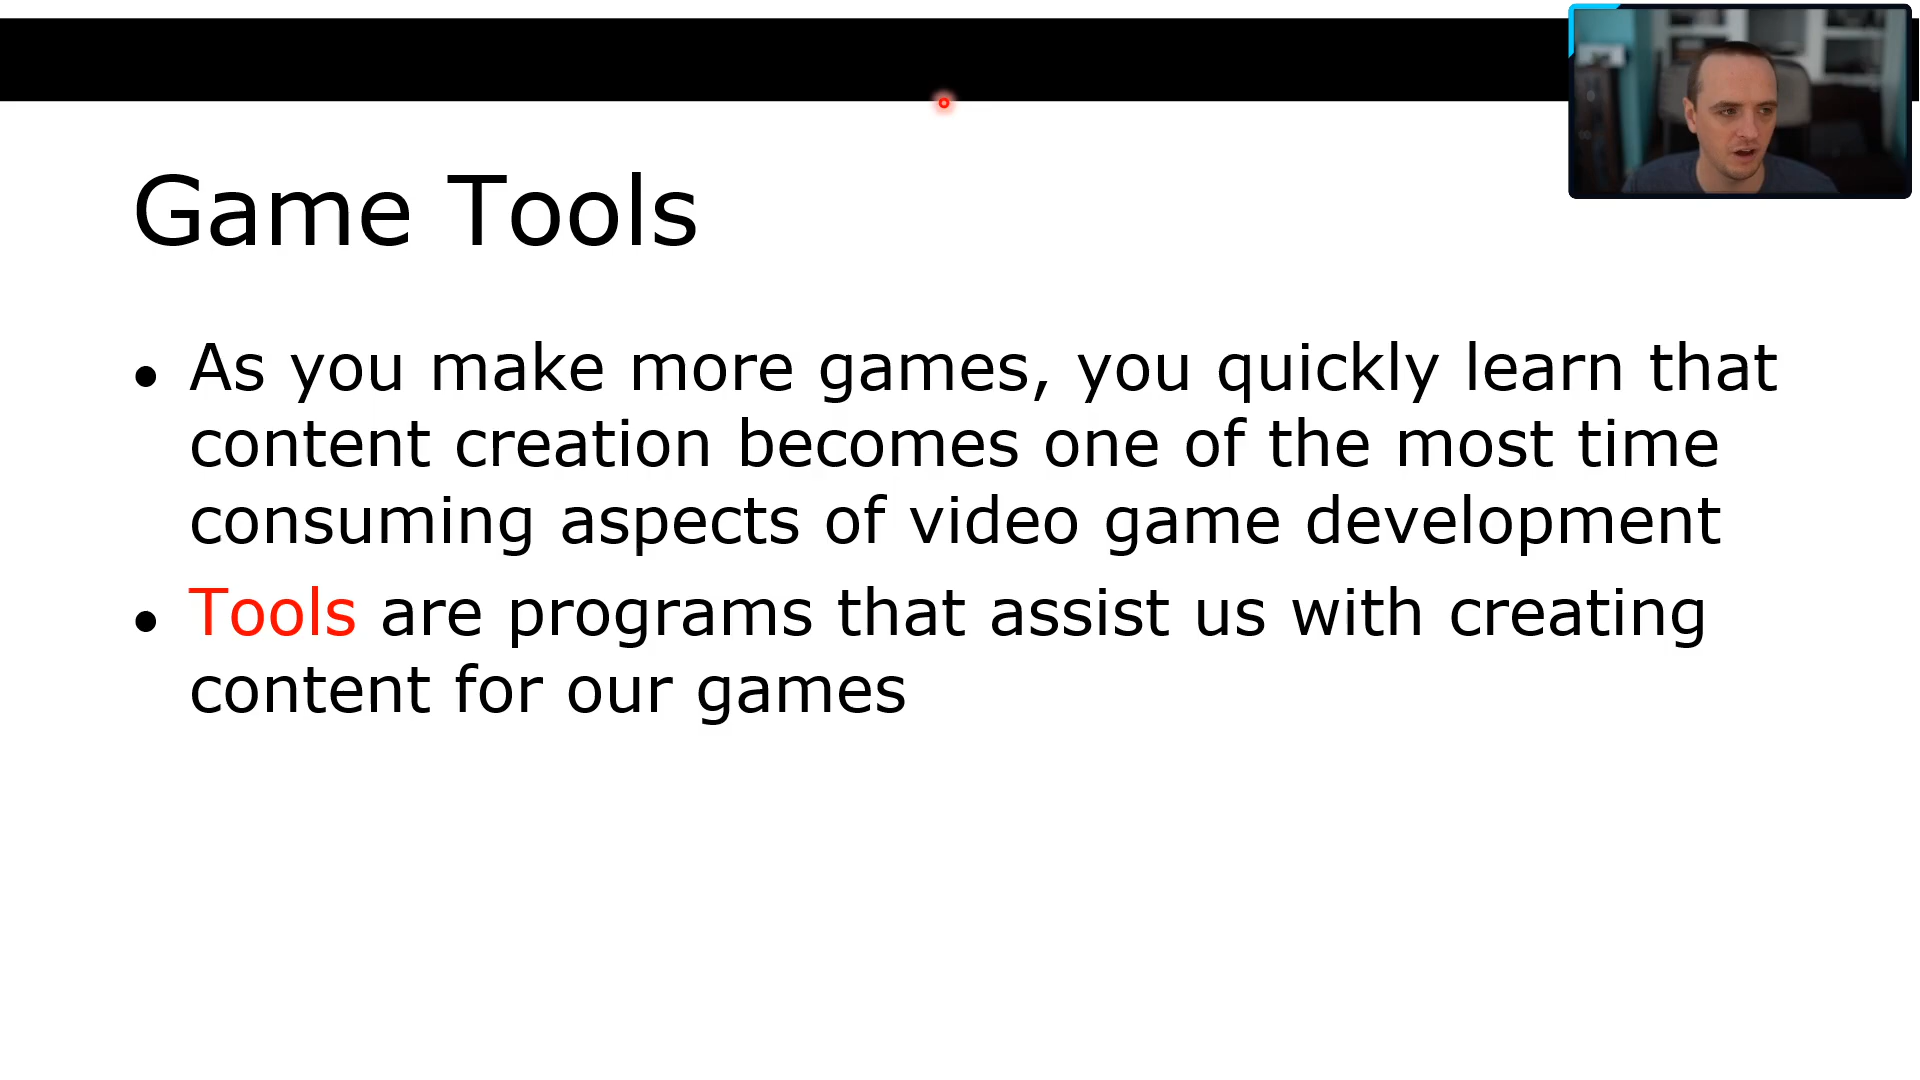 Game Tools
• As you make more games, you quickly learn that
content creation becomes one of the most time
consuming aspects of video game development
• Tools are programs that assist us with creating
content for our games